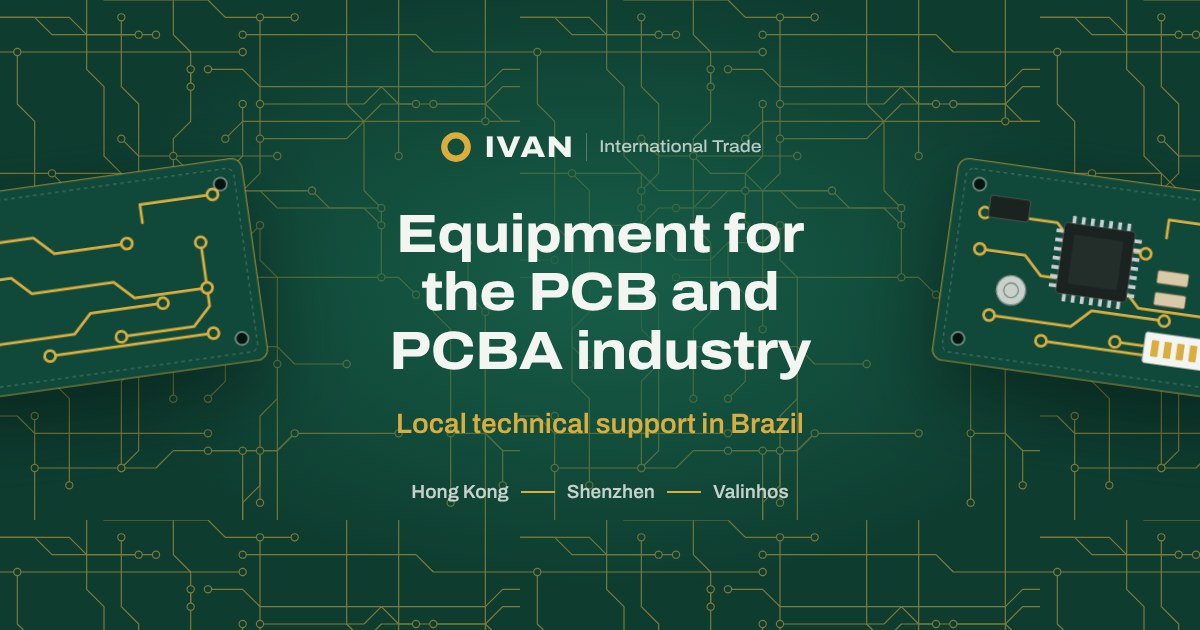 IVAN International Trade
Equipment for
the PCB and
PCBA industry
Local technical support in Brazil
Hong Kong — Shenzhen — Valinhos